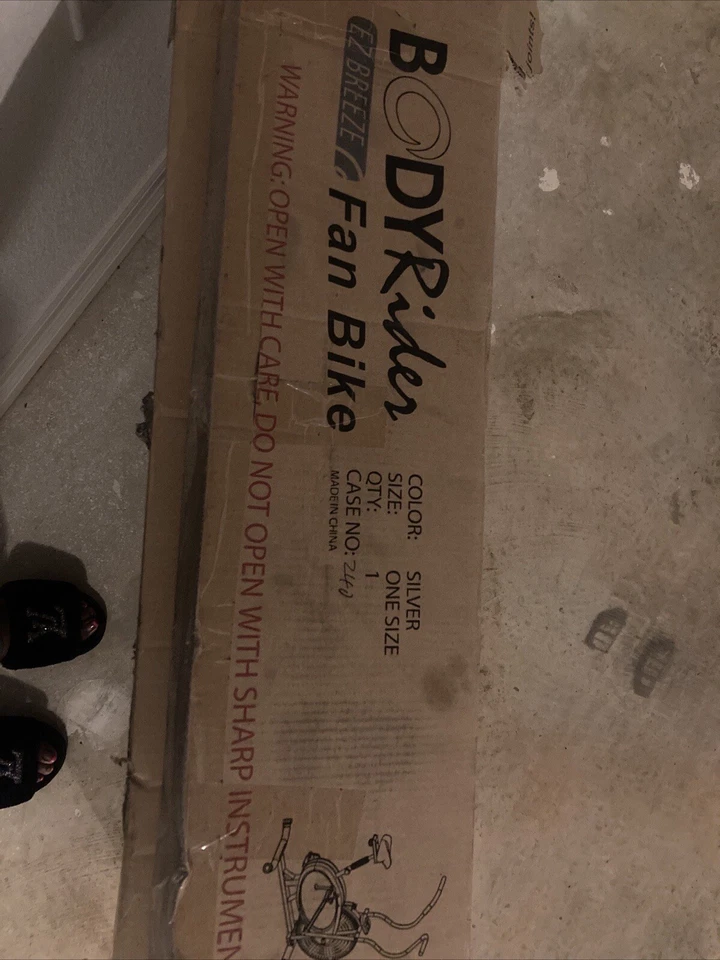 BODYRider
EZ BREEZE Fan Bike
COLOR: SILVER
SIZE: ONE SIZE
QTY: 1
CASE NO: 240
MADE IN CHINA
WARNING: OPEN WITH CARE, DO NOT OPEN WITH SHARP INSTRUMEN